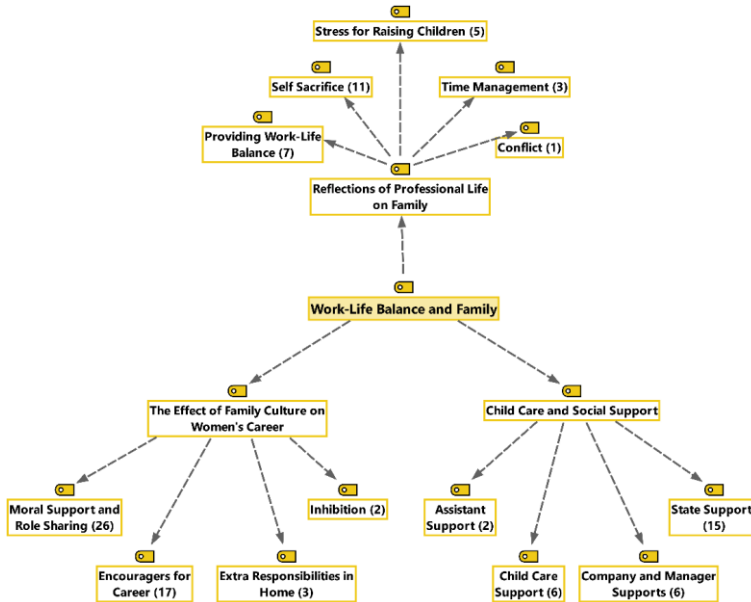 Stress for Raising Children (5)
Self Sacrifice (11)
Time Management (3)
Providing Work-Life
Balance (7)
Conflict (1)
Reflections of Professional Life
on Family
Work-Life Balance and Family
The Effect of Family Culture on
Women's Career
Child Care and Social Support
Moral Support and
Role Sharing (26)
Inhibition (2)
Assistant
Support (2)
State Support
(15)
Encouragers for
Career (17)
Extra Responsibilities in
Home (3)
Child Care
Support (6)
Company and Manager
Supports (6)